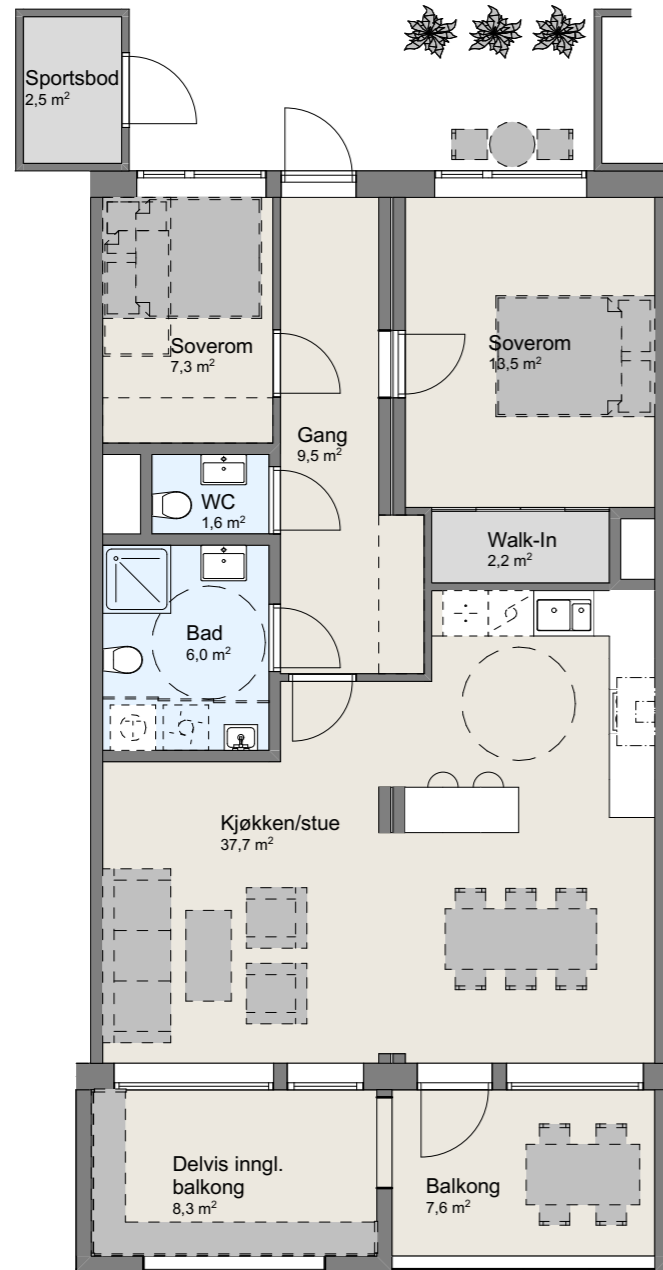 Sportsbod
2,5 m²
Soverom
7,3 m²
Soverom
13,5 m²
Gang
9,5 m²
WC
1,6 m²
Walk-In
2,2 m²
Bad
6,0 m²
Kjøkken/stue
37,7 m²
Delvis inngl.
balkong
8,3 m²
Balkong
7,6 m²